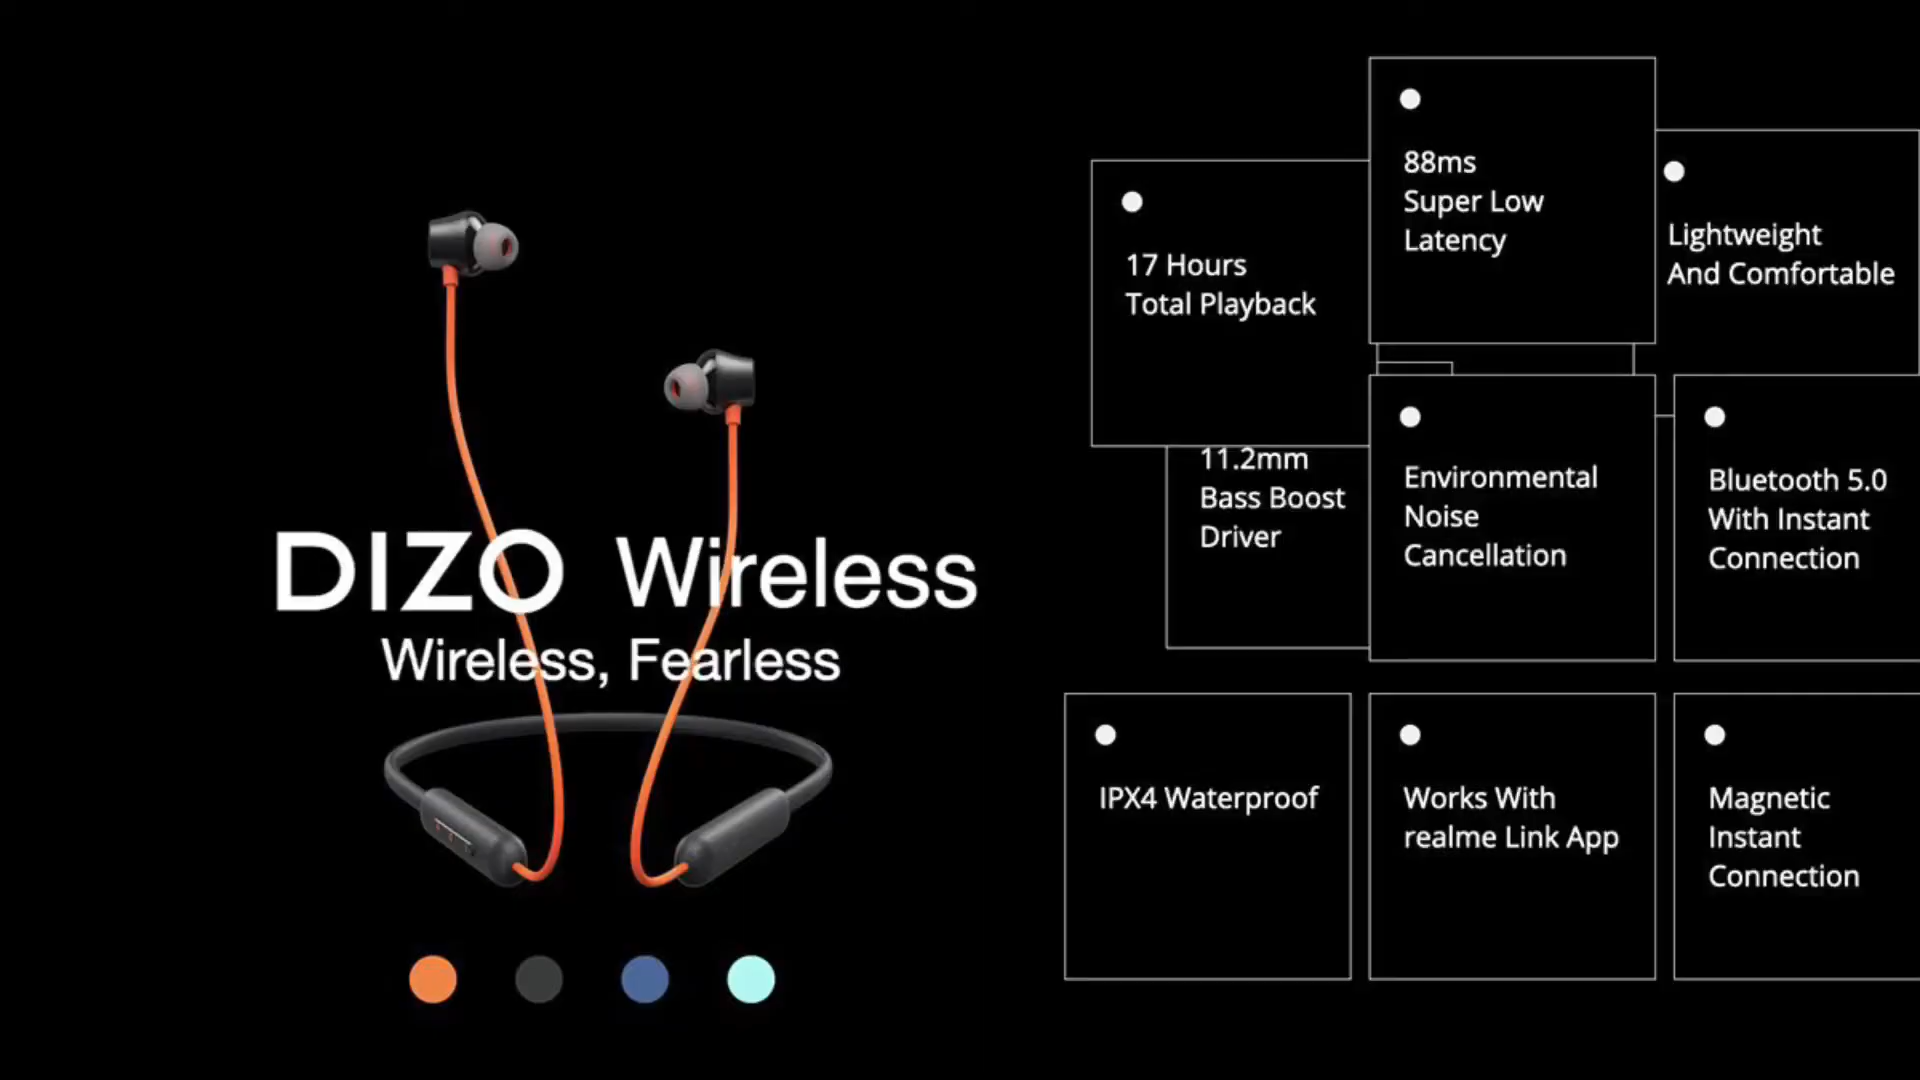 DIZO Wireless
Wireless, Fearless
17 Hours
Total Playback
88ms
Super Low
Latency
Lightweight
And Comfortable
11.2mm
Bass Boost
Driver
Environmental
Noise
Cancellation
Bluetooth 5.0
With Instant
Connection
IPX4 Waterproof
Works With
realme Link App
Magnetic
Instant
Connection